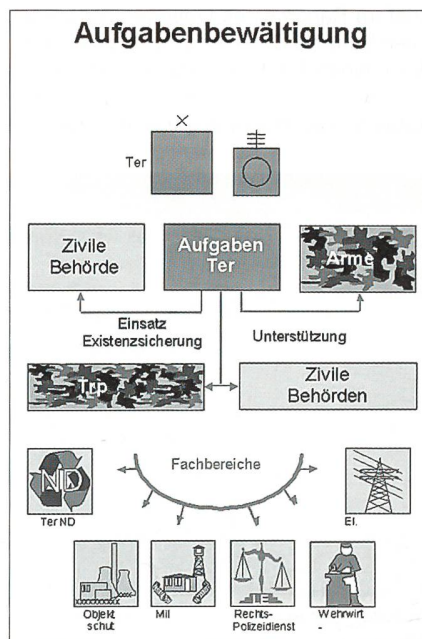 Aufgabenbewältigung
Ter
Zivile
Behörde
Aufgaben
Ter
Arme
Einsatz
Existenzsicherung
Unterstützung
Trp
Zivile
Behörden
ND
Fachbereiche
Ter ND
El.
Objekt
schut
Mil
Rechts-
Polizeidienst
Wehrwirt
-